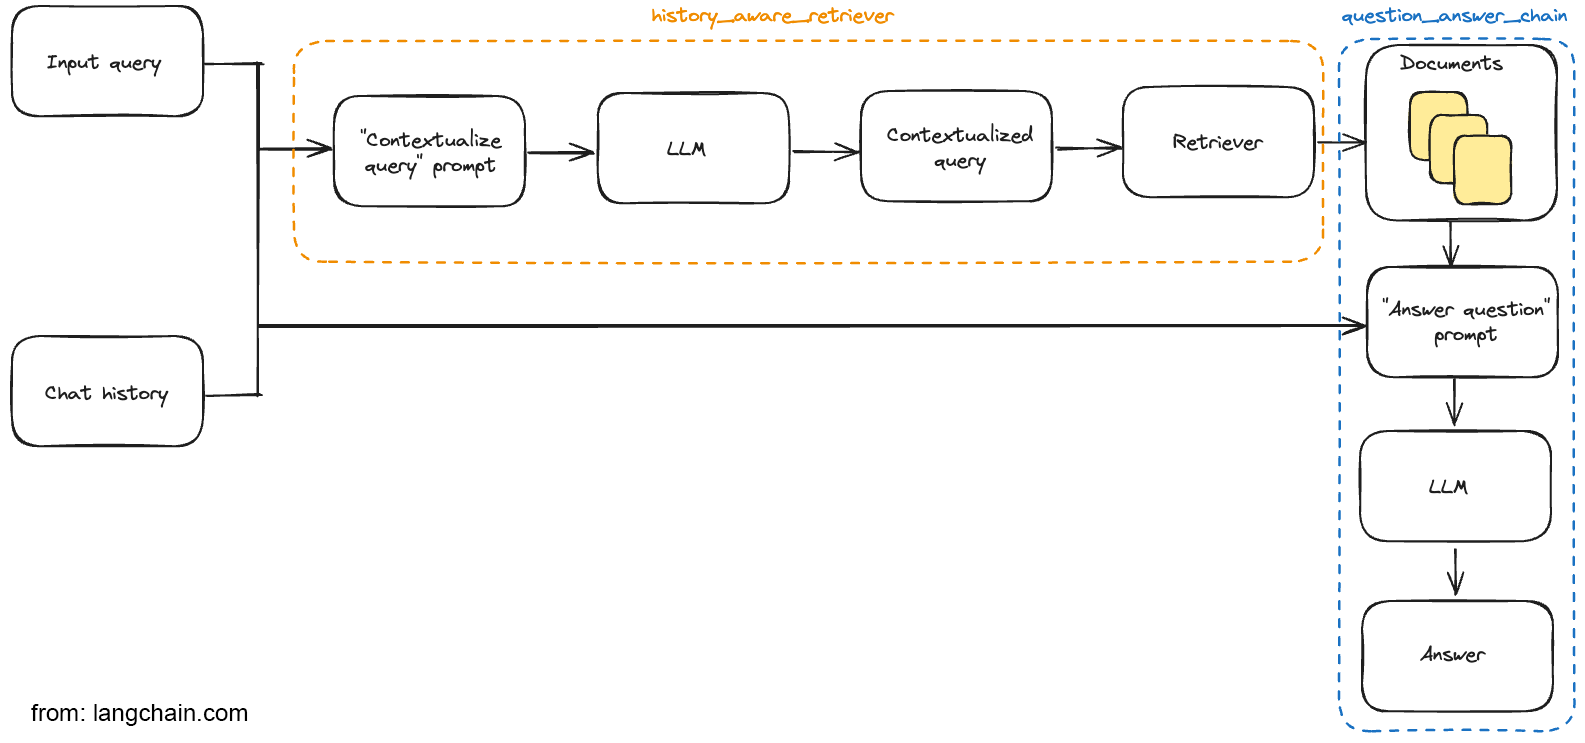 history_aware_retriever
question_answer_chain
Input query
"Contextualize
query" prompt
LLM
Contextualized
query
Retriever
Documents
"Answer question"
prompt
Chat history
LLM
Answer
from: langchain.com